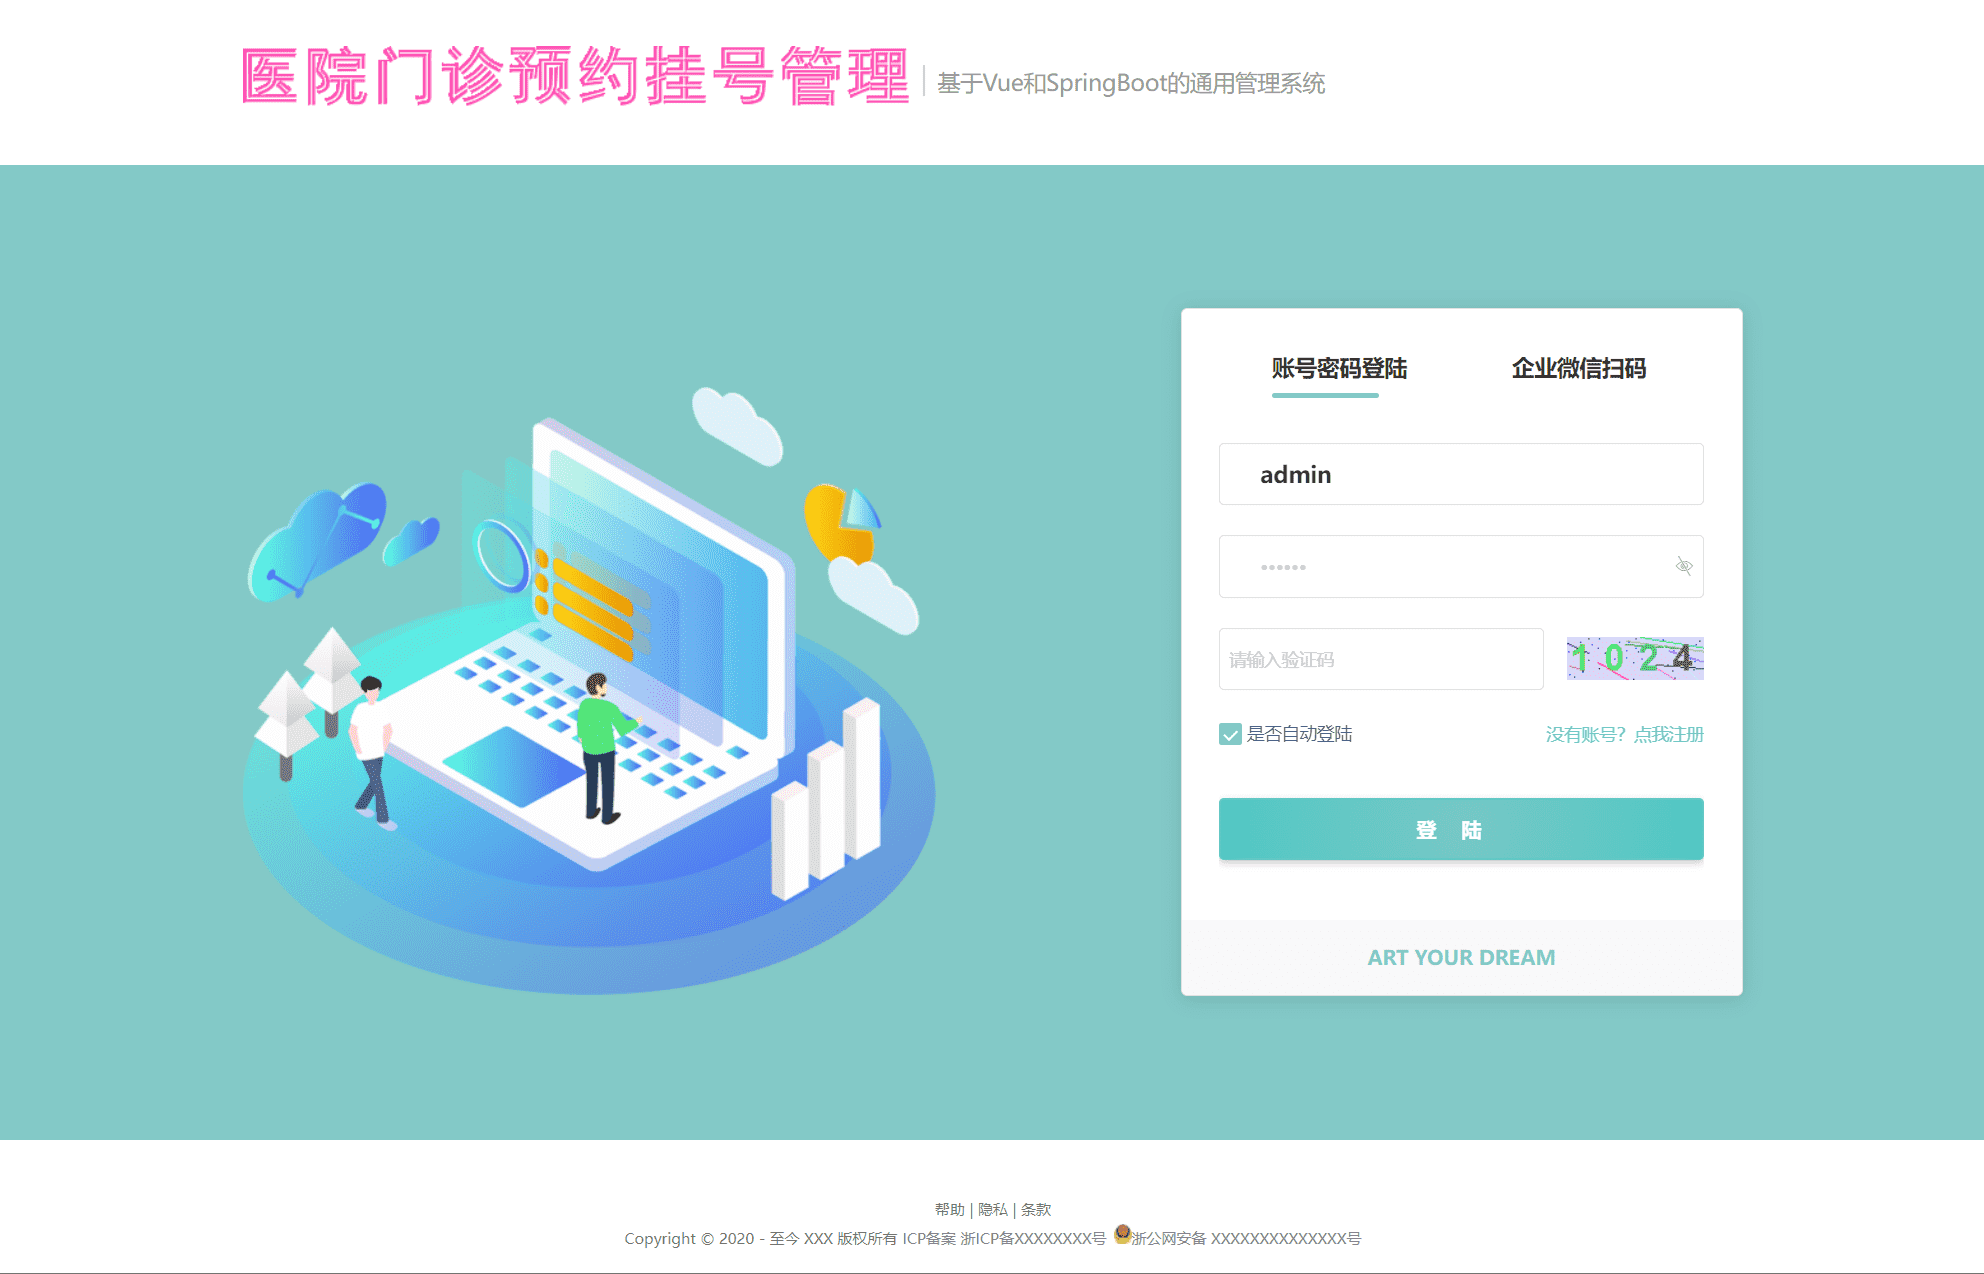 医院门诊预约挂号管理
基于Vue和SpringBoot的通用管理系统
账号密码登陆
企业微信扫码
admin
••••••
请输入验证码
1024
是否自动登陆
没有账号？点我注册
登 陆
ART YOUR DREAM
帮助 | 隐私 | 条款
Copyright © 2020 - 至今 XXX 版权所有 ICP备案 浙ICP备XXXXXXXX号 浙公网安备 XXXXXXXXXXXXXX号